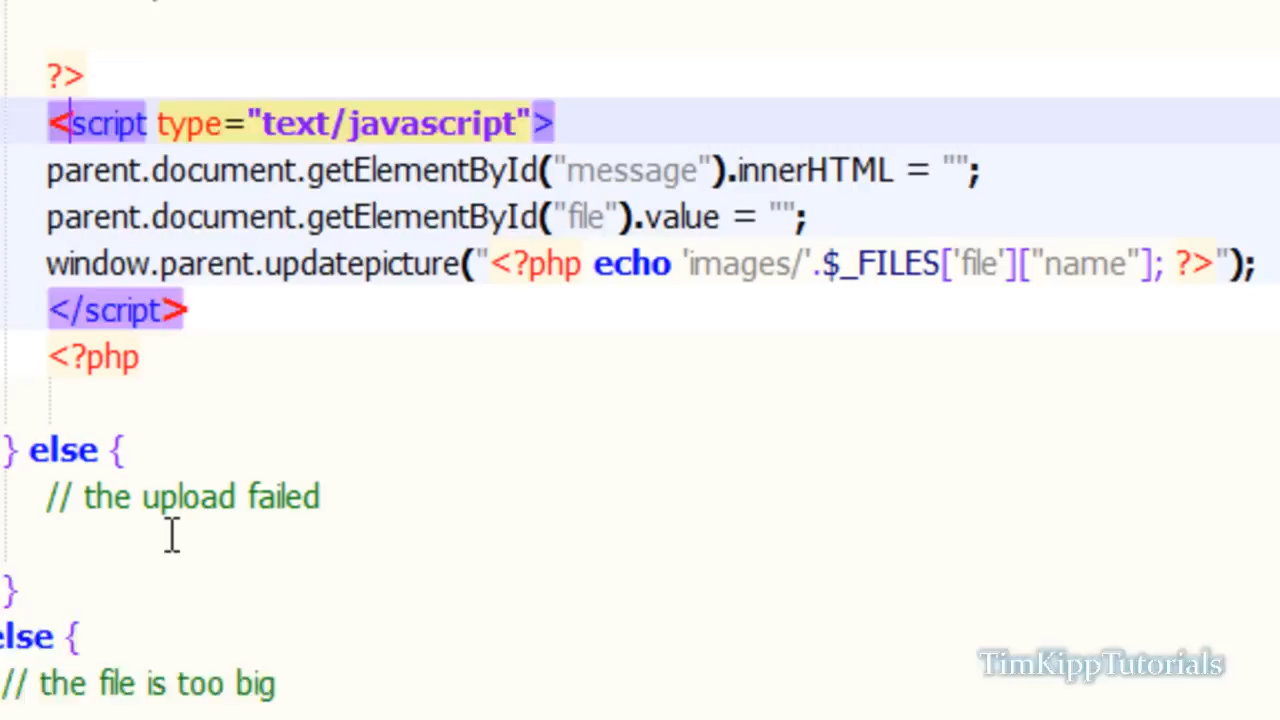 ?>
<script type="text/javascript">
parent.document.getElementById("message").innerHTML = "";
parent.document.getElementById("file").value = "";
window.parent.updatepicture("<?php echo 'images/'.$_FILES['file']["name"]; ?>");
</script>
<?php
} else {
// the upload failed
}
else {
// the file is too big
TimKippTutorials